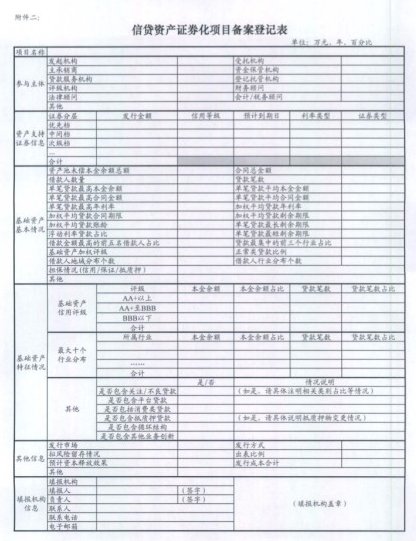 附件二:
信贷资产证券化项目备案登记表
单位: 万元、年、百分比
项目名称
参与主体
发起机构 受托机构
主承销商 资金保管机构
贷款服务机构 登记托管机构
评级机构 财务顾问
法律顾问 会计/税务顾问
其他
资产支持证券信息
证券分层 发行金额 信用等级 预计到期日 利率类型 证券类型
优先档
中间档
次级档
...
合计
基础资产基本情况
资产池未偿本金余额总额 合同总金额
借款人数量 贷款笔数
单笔贷款最高本金余额 单笔贷款平均本金余额
单笔贷款最高合同金额 单笔贷款平均合同金额
单笔贷款最高年利率 加权平均贷款年利率
加权平均贷款合同期限 加权平均贷款剩余期限
加权平均贷款账龄 单笔贷款最长剩余期限
浮动利率贷款占比 单笔贷款最短剩余期限
借款金额最高的前五名借款人占比 贷款最集中的前三个行业占比
基础资产加权评级 正常类贷款比例
借款人地域分布个数 借款人行业分布个数
担保情况(信用/保证/抵质押)
其他
基础资产特征情况
基础资产信用评级
评级 本金余额 本金余额占比 贷款笔数 贷款笔数占比
AA+以上
AA+至BBB
BBB以下
合计
最大十个行业分布
所属行业 本金余额 本金余额占比 贷款笔数 贷款笔数占比
......
合计
其他
是/否 情况说明
是否包含关注/不良贷款 (如是,请具体注明相关类别占比等情况)
是否包含平台贷款
是否包括消费类贷款
是否包含抵质押贷款 (如是,请具体说明抵质押物变更情况)
是否包含循环结构
是否包含其他业务创新
其他信息
发行市场 发行方式
拟风险留存情况 出表比例
预计资本释放效果 发行成本合计
其他
填报机构信息
填报机构
填报人 (签字)
负责人 (签字)
联系人
联系电话
电子邮箱
(填报机构盖章)